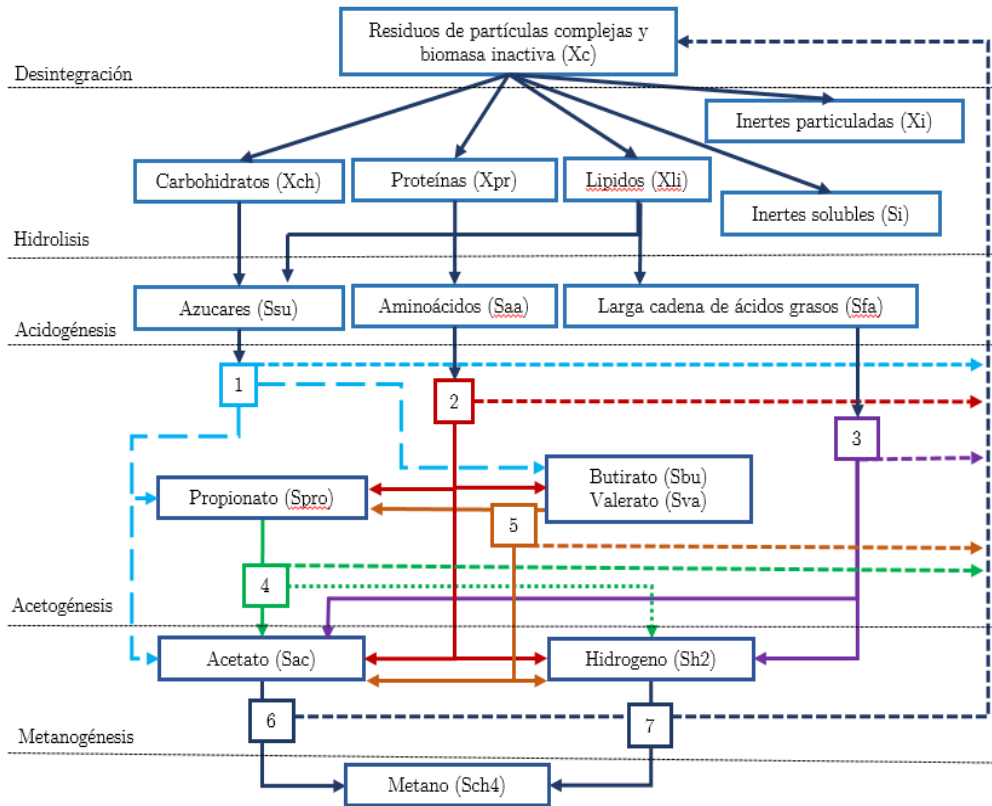 Residuos de partículas complejas y
biomasa inactiva (Xc)
Desintegración
Inertes particuladas (Xi)
Carbohidratos (Xch)
Proteínas (Xpr)
Lipidos (Xli)
Inertes solubles (Si)
Hidrolisis
Azucares (Ssu)
Aminoácidos (Saa)
Larga cadena de ácidos grasos (Sfa)
Acidogénesis
1
2
3
Propionato (Spro)
Butirato (Sbu)
Valerato (Sva)
5
4
Acetogénesis
Acetato (Sac)
Hidrogeno (Sh2)
6
7
Metanogénesis
Metano (Sch4)